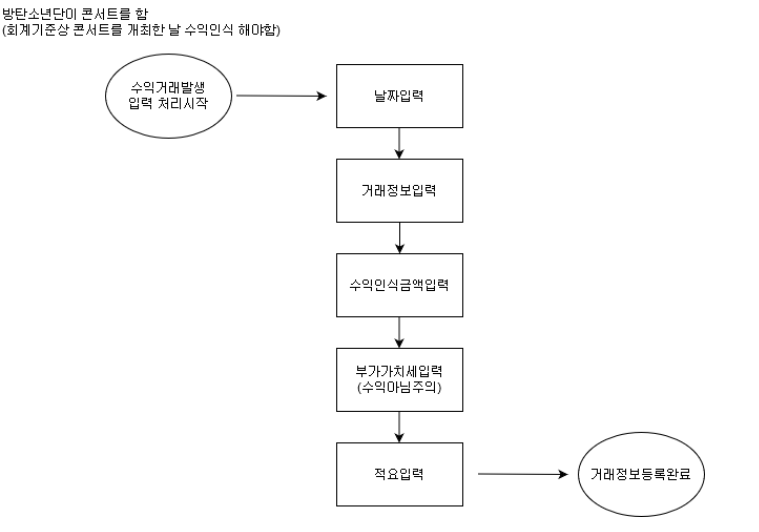 방탄소년단이 콘서트를 함
(회계기준상 콘서트를 개최한 날 수익인식 해야함)
수익거래발생
입력 처리시작
날짜입력
거래정보입력
수익인식금액입력
부가가치세입력
(수익아님주의)
적요입력
거래정보등록완료